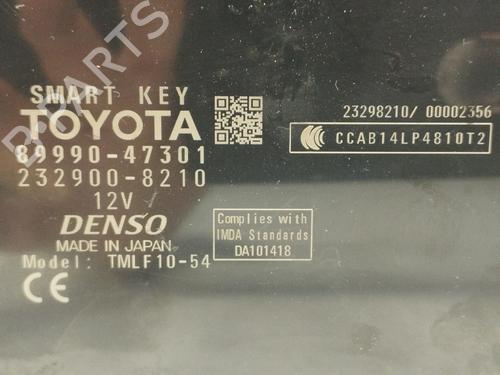 SMART KEY
TOYOTA
89990-47301
232900-8210
12V
DENSO
MADE IN JAPAN
Model: TMLF10-54
CE
23298210/ 00002356
CCAB14LP4810T2
Complies with
IMDA Standards
DA101418
B-PARTS